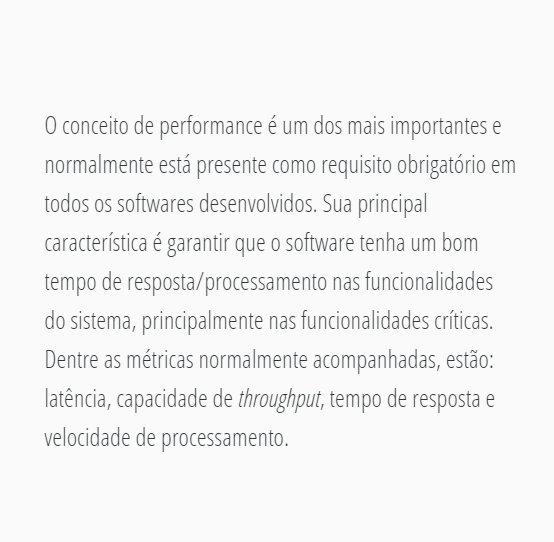 O conceito de performance é um dos mais importantes e
normalmente está presente como requisito obrigatório em
todos os softwares desenvolvidos. Sua principal
característica é garantir que o software tenha um bom
tempo de resposta/processamento nas funcionalidades
do sistema, principalmente nas funcionalidades críticas.
Dentre as métricas normalmente acompanhadas, estão:
latência, capacidade de throughput, tempo de resposta e
velocidade de processamento.